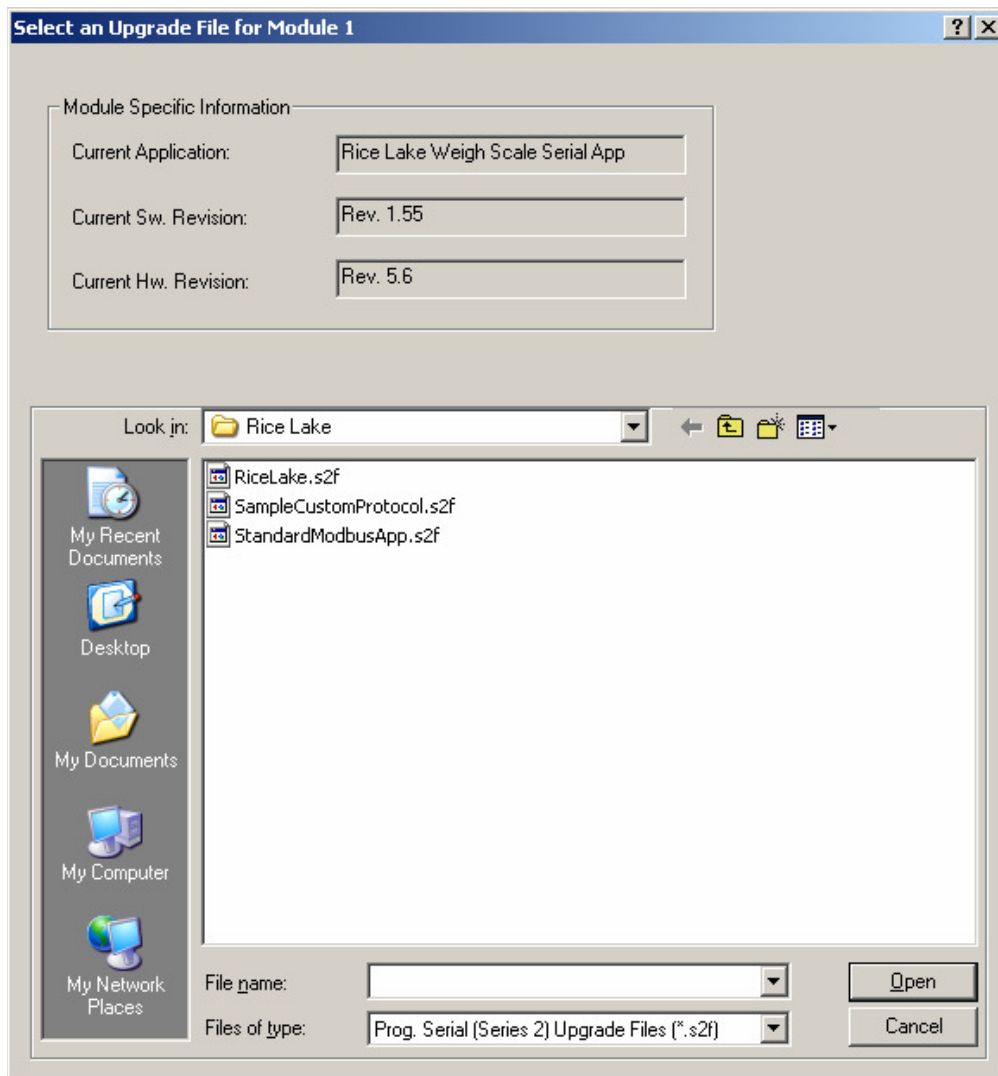 Select an Upgrade File for Module 1
Module Specific Information
Current Application:
Rice Lake Weigh Scale Serial App
Current Sw. Revision:
Rev. 1.55
Current Hw. Revision:
Rev. 5.6
Look in:
Rice Lake
My Recent
Documents
Desktop
My Documents
My Computer
My Network
Places
RiceLake.s2f
SampleCustomProtocol.s2f
StandardModbusApp.s2f
File name:
Open
Files of type:
Prog. Serial (Series 2) Upgrade Files (*.s2f)
Cancel